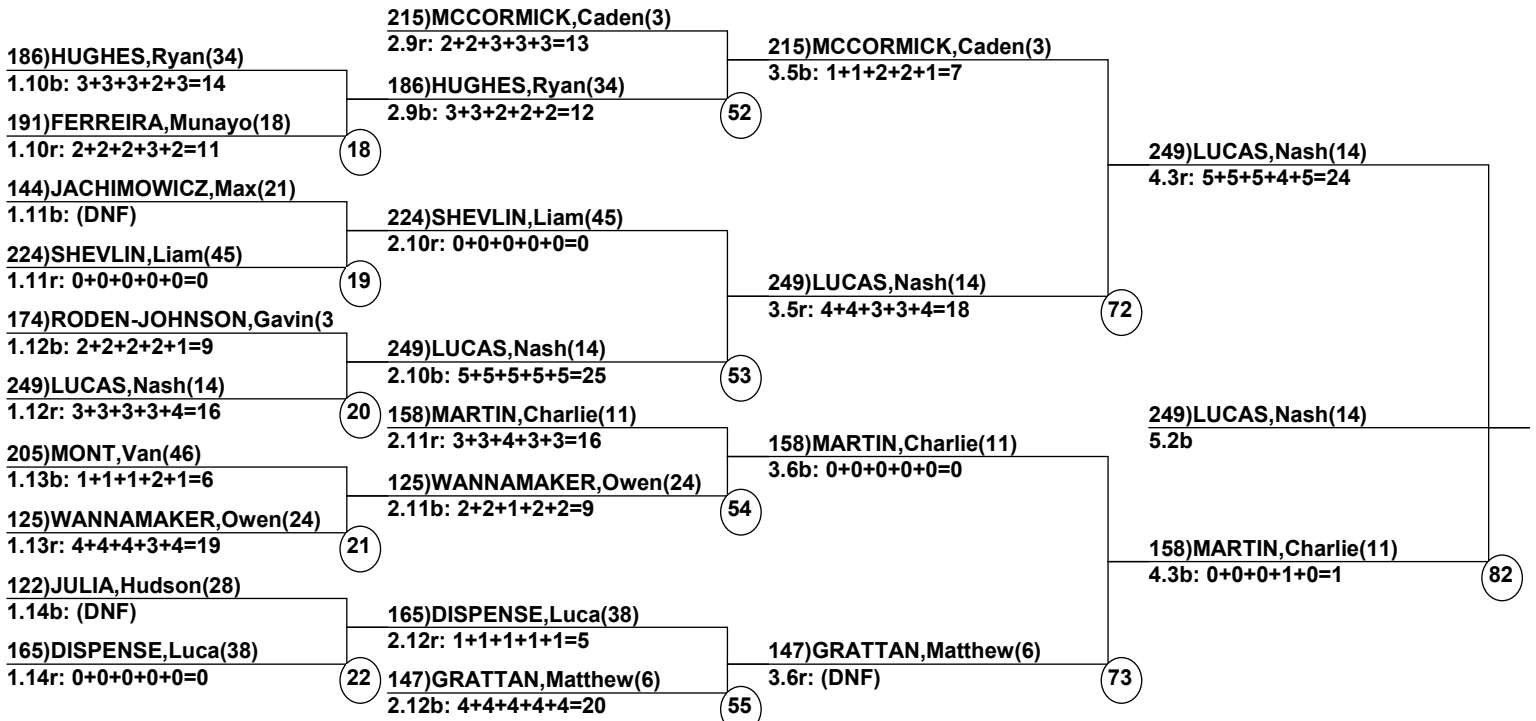 186)HUGHES,Ryan(34)
1.10b: 3+3+3+2+3=14
191)FERREIRA,Munayo(18)
1.10r: 2+2+2+3+2=11
18
144)JACHIMOWICZ,Max(21)
1.11b: (DNF)
224)SHEVLIN,Liam(45)
1.11r: 0+0+0+0+0=0
19
174)RODEN-JOHNSON,Gavin(3
1.12b: 2+2+2+2+1=9
249)LUCAS,Nash(14)
1.12r: 3+3+3+3+4=16
20
205)MONT,Van(46)
1.13b: 1+1+1+2+1=6
125)WANNAMAKER,Owen(24)
1.13r: 4+4+4+3+4=19
21
122)JULIA,Hudson(28)
1.14b: (DNF)
165)DISPENSE,Luca(38)
1.14r: 0+0+0+0+0=0
22
215)MCCORMICK,Caden(3)
2.9r: 2+2+3+3+3=13
186)HUGHES,Ryan(34)
2.9b: 3+3+2+2+2=12
52
224)SHEVLIN,Liam(45)
2.10r: 0+0+0+0+0=0
249)LUCAS,Nash(14)
2.10b: 5+5+5+5+5=25
53
158)MARTIN,Charlie(11)
2.11r: 3+3+4+3+3=16
125)WANNAMAKER,Owen(24)
2.11b: 2+2+1+2+2=9
54
165)DISPENSE,Luca(38)
2.12r: 1+1+1+1+1=5
147)GRATTAN,Matthew(6)
2.12b: 4+4+4+4+4=20
55
215)MCCORMICK,Caden(3)
3.5b: 1+1+2+2+1=7
249)LUCAS,Nash(14)
3.5r: 4+4+3+3+4=18
72
158)MARTIN,Charlie(11)
3.6b: 0+0+0+0+0=0
147)GRATTAN,Matthew(6)
3.6r: (DNF)
73
249)LUCAS,Nash(14)
4.3r: 5+5+5+4+5=24
158)MARTIN,Charlie(11)
4.3b: 0+0+0+1+0=1
82
249)LUCAS,Nash(14)
5.2b